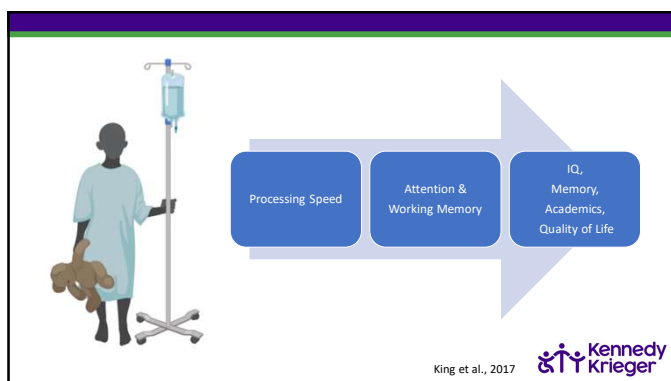 Processing Speed
Attention &
Working Memory
IQ,
Memory,
Academics,
Quality of Life
King et al., 2017
Kennedy
Krieger